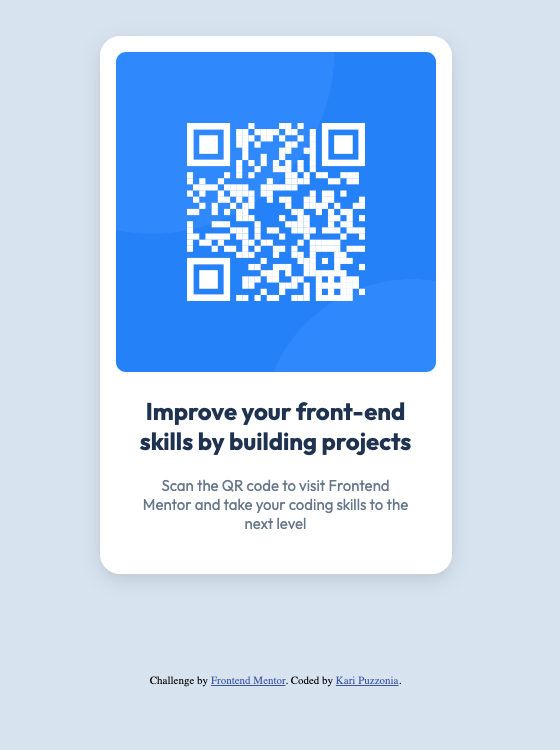 Improve your front-end
skills by building projects
Scan the QR code to visit Frontend
Mentor and take your coding skills to the
next level
Challenge by Frontend Mentor. Coded by Kari Puzzonia.